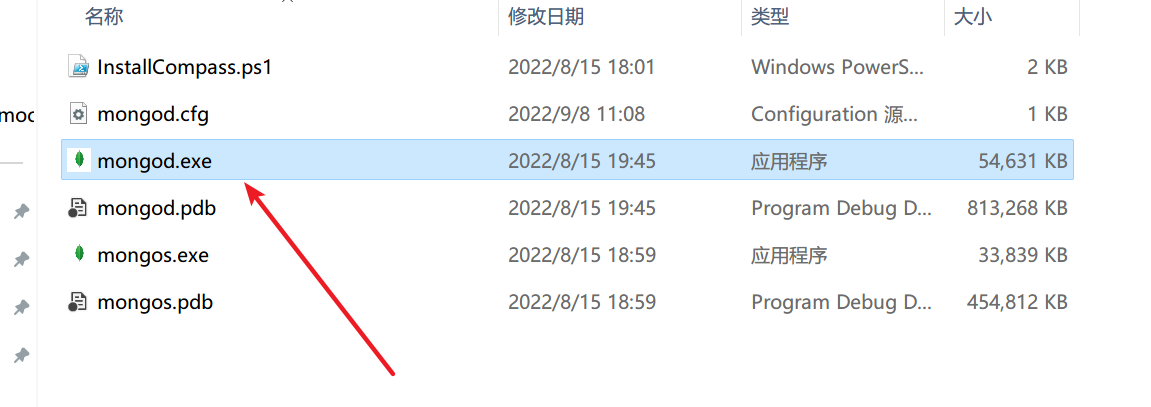 名称 修改日期 类型 大小
InstallCompass.ps1 2022/8/15 18:01 Windows PowerS... 2 KB
mongod.cfg 2022/9/8 11:08 Configuration 源... 1 KB
mongod.exe 2022/8/15 19:45 应用程序 54,631 KB
mongod.pdb 2022/8/15 19:45 Program Debug D... 813,268 KB
mongos.exe 2022/8/15 18:59 应用程序 33,839 KB
mongos.pdb 2022/8/15 18:59 Program Debug D... 454,812 KB